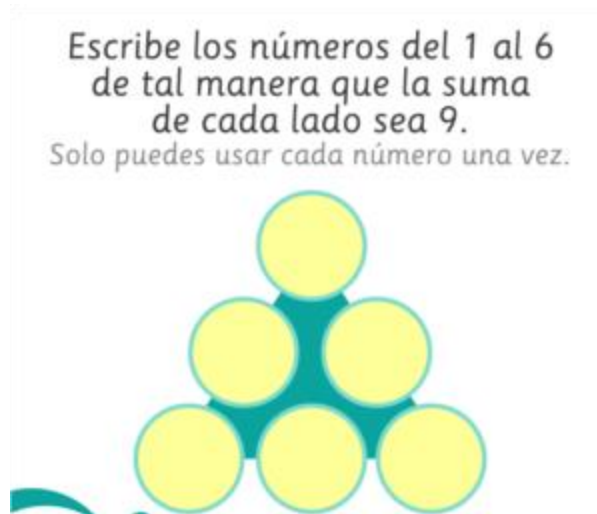 Escribe los números del 1 al 6
de tal manera que la suma
de cada lado sea 9.
Solo puedes usar cada número una vez.